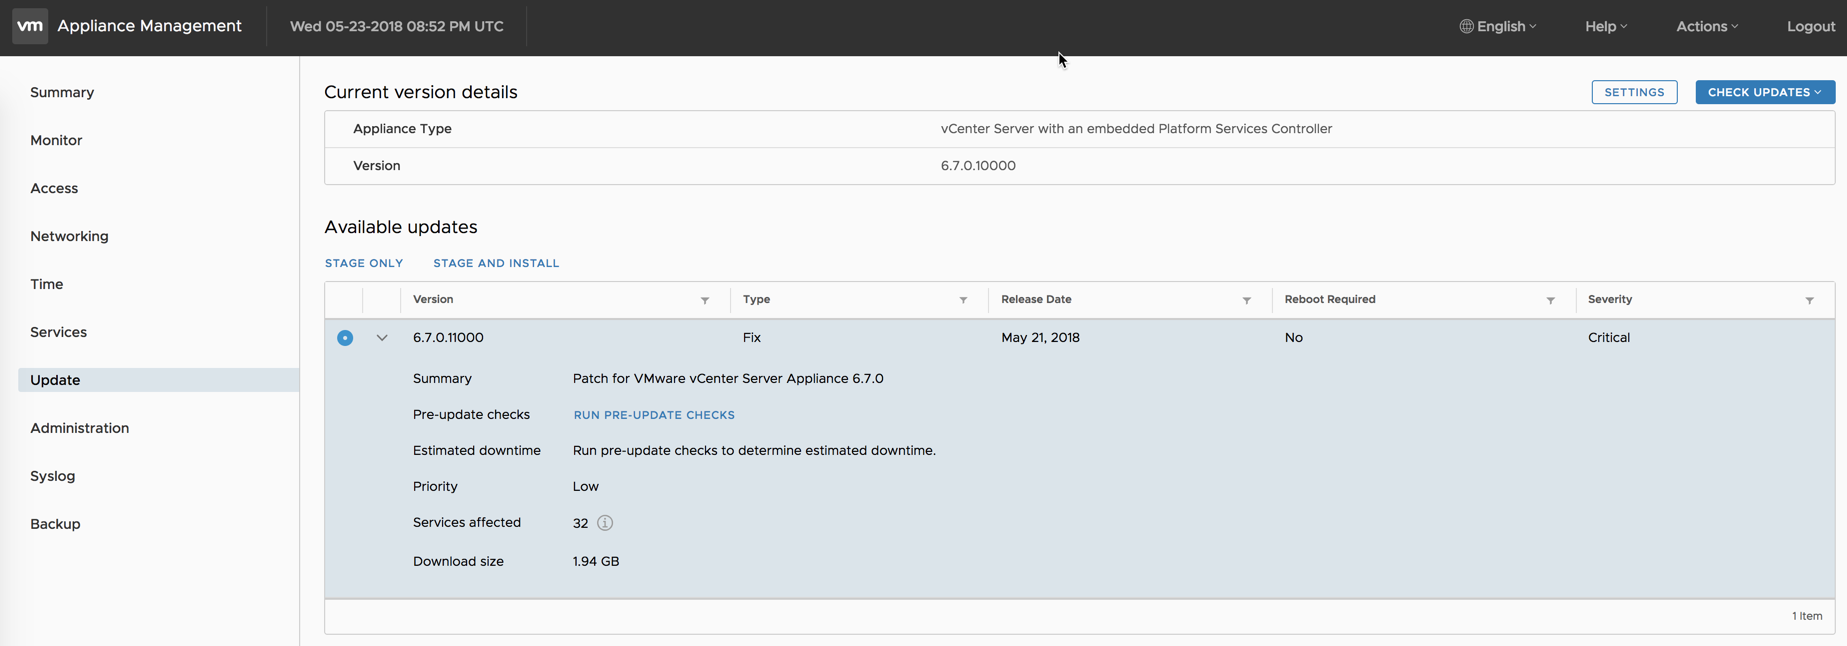 vm Appliance Management Wed 05-23-2018 08:52 PM UTC English Help Actions Logout
Summary
Monitor
Access
Networking
Time
Services
Update
Administration
Syslog
Backup
Current version details SETTINGS CHECK UPDATES
Appliance Type vCenter Server with an embedded Platform Services Controller
Version 6.7.0.10000
Available updates
STAGE ONLY STAGE AND INSTALL
Version Type Release Date Reboot Required Severity
6.7.0.11000 Fix May 21, 2018 No Critical
Summary Patch for VMware vCenter Server Appliance 6.7.0
Pre-update checks RUN PRE-UPDATE CHECKS
Estimated downtime Run pre-update checks to determine estimated downtime.
Priority Low
Services affected 32
Download size 1.94 GB
1 Item